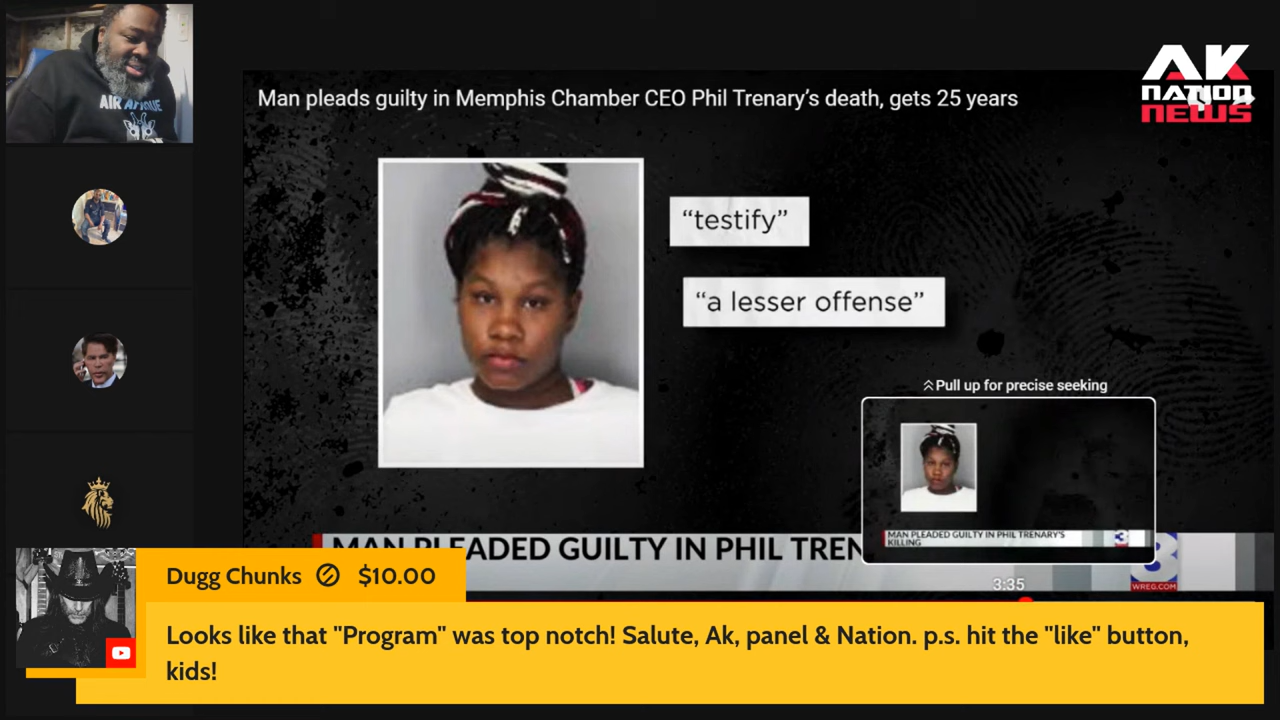 AIR
AK
NATION
NEWS
Man pleads guilty in Memphis Chamber CEO Phil Trenary's death, gets 25 years
“testify”
“a lesser offense”
Pull up for precise seeking
MAN PLEADED GUILTY IN PHIL TRENARY'S
KILLING
3
MAN PLEADED GUILTY IN PHIL TREN
3:35
WREG.COM
Dugg Chunks $10.00
Looks like that "Program" was top notch! Salute, Ak, panel & Nation. p.s. hit the "like" button,
kids!